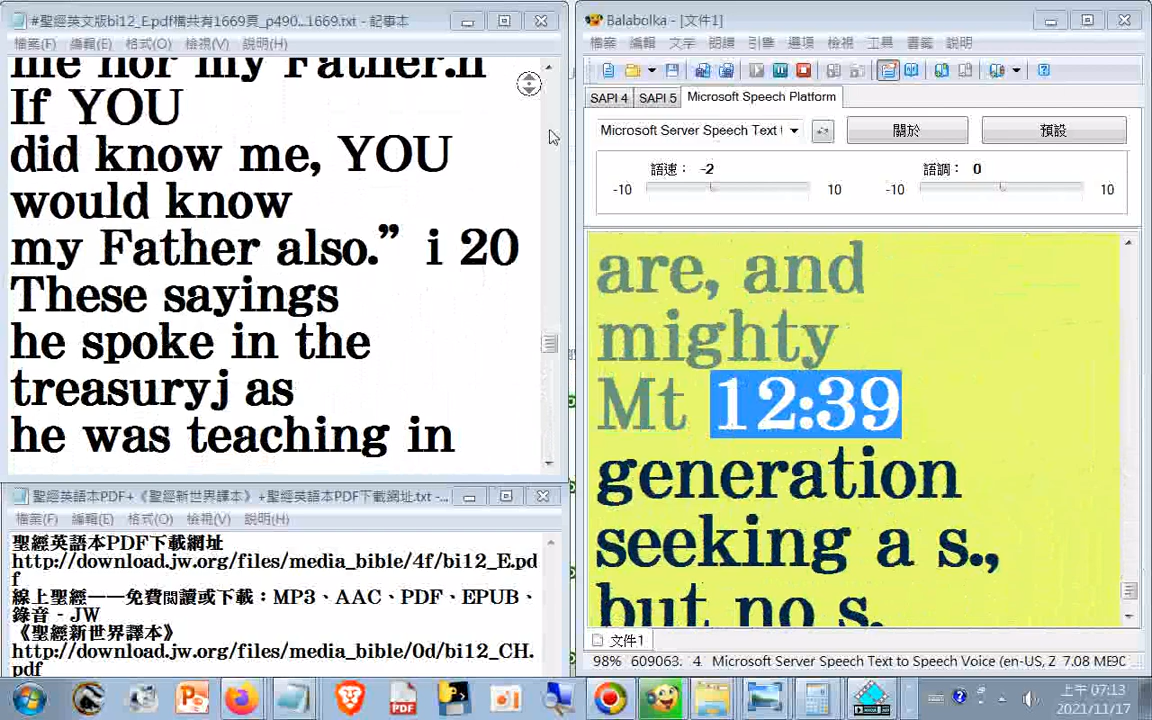 #聖經英文版bi12_E.pdf檔共有1669頁_p490...1669.txt - 記事本
檔案(F) 編輯(E) 格式(O) 檢視(V) 說明(H)
me nor my Father.h
If YOU
did know me, YOU
would know
my Father also.” i 20
These sayings
he spoke in the
treasuryj as
he was teaching in
聖經英語本PDF+《聖經新世界譯本》+聖經英語本PDF下載網址.txt - ...
檔案(F) 編輯(E) 格式(O) 檢視(V) 說明(H)
聖經英語本PDF下載網址
http://download.jw.org/files/media_bible/4f/bi12_E.pd
f
線上聖經——免費閱讀或下載：MP3、AAC、PDF、EPUB、
錄音 - JW
《聖經新世界譯本》
http://download.jw.org/files/media_bible/0d/bi12_CH.
pdf
Balabolka - [文件1]
檔案 編輯 文字 朗讀 引擎 選項 檢視 工具 書籤 說明
SAPI 4 SAPI 5 Microsoft Speech Platform
Microsoft Server Speech Text 關於 預設
語速： -2 語調： 0
-10 10 -10 10
are, and
mighty
Mt 12:39
generation
seeking a s.,
but no s.
文件1
98% 609063. 4 Microsoft Server Speech Text to Speech Voice (en-US, Z 7.08 ME
PDF
上午 07:13
2021/11/17